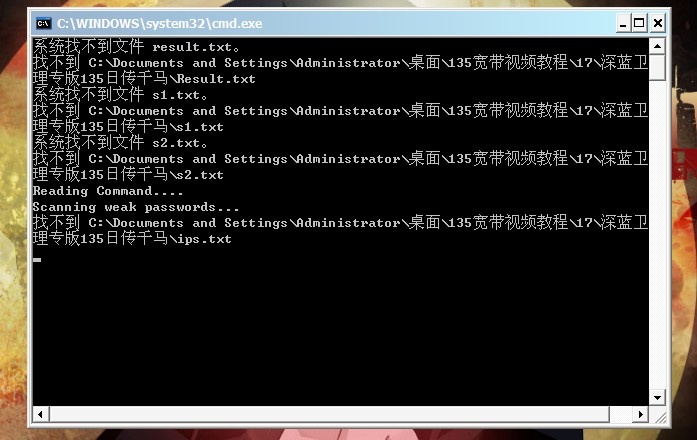 C:\WINDOWS\system32\cmd.exe
系统找不到文件 result.txt。
找不到 C:\Documents and Settings\Administrator\桌面\135宽带视频教程\17\深蓝卫
理专版135日传千马\Result.txt
系统找不到文件 s1.txt。
找不到 C:\Documents and Settings\Administrator\桌面\135宽带视频教程\17\深蓝卫
理专版135日传千马\s1.txt
系统找不到文件 s2.txt。
找不到 C:\Documents and Settings\Administrator\桌面\135宽带视频教程\17\深蓝卫
理专版135日传千马\s2.txt
Reading Command....
Scanning weak passwords...
找不到 C:\Documents and Settings\Administrator\桌面\135宽带视频教程\17\深蓝卫
理专版135日传千马\ips.txt